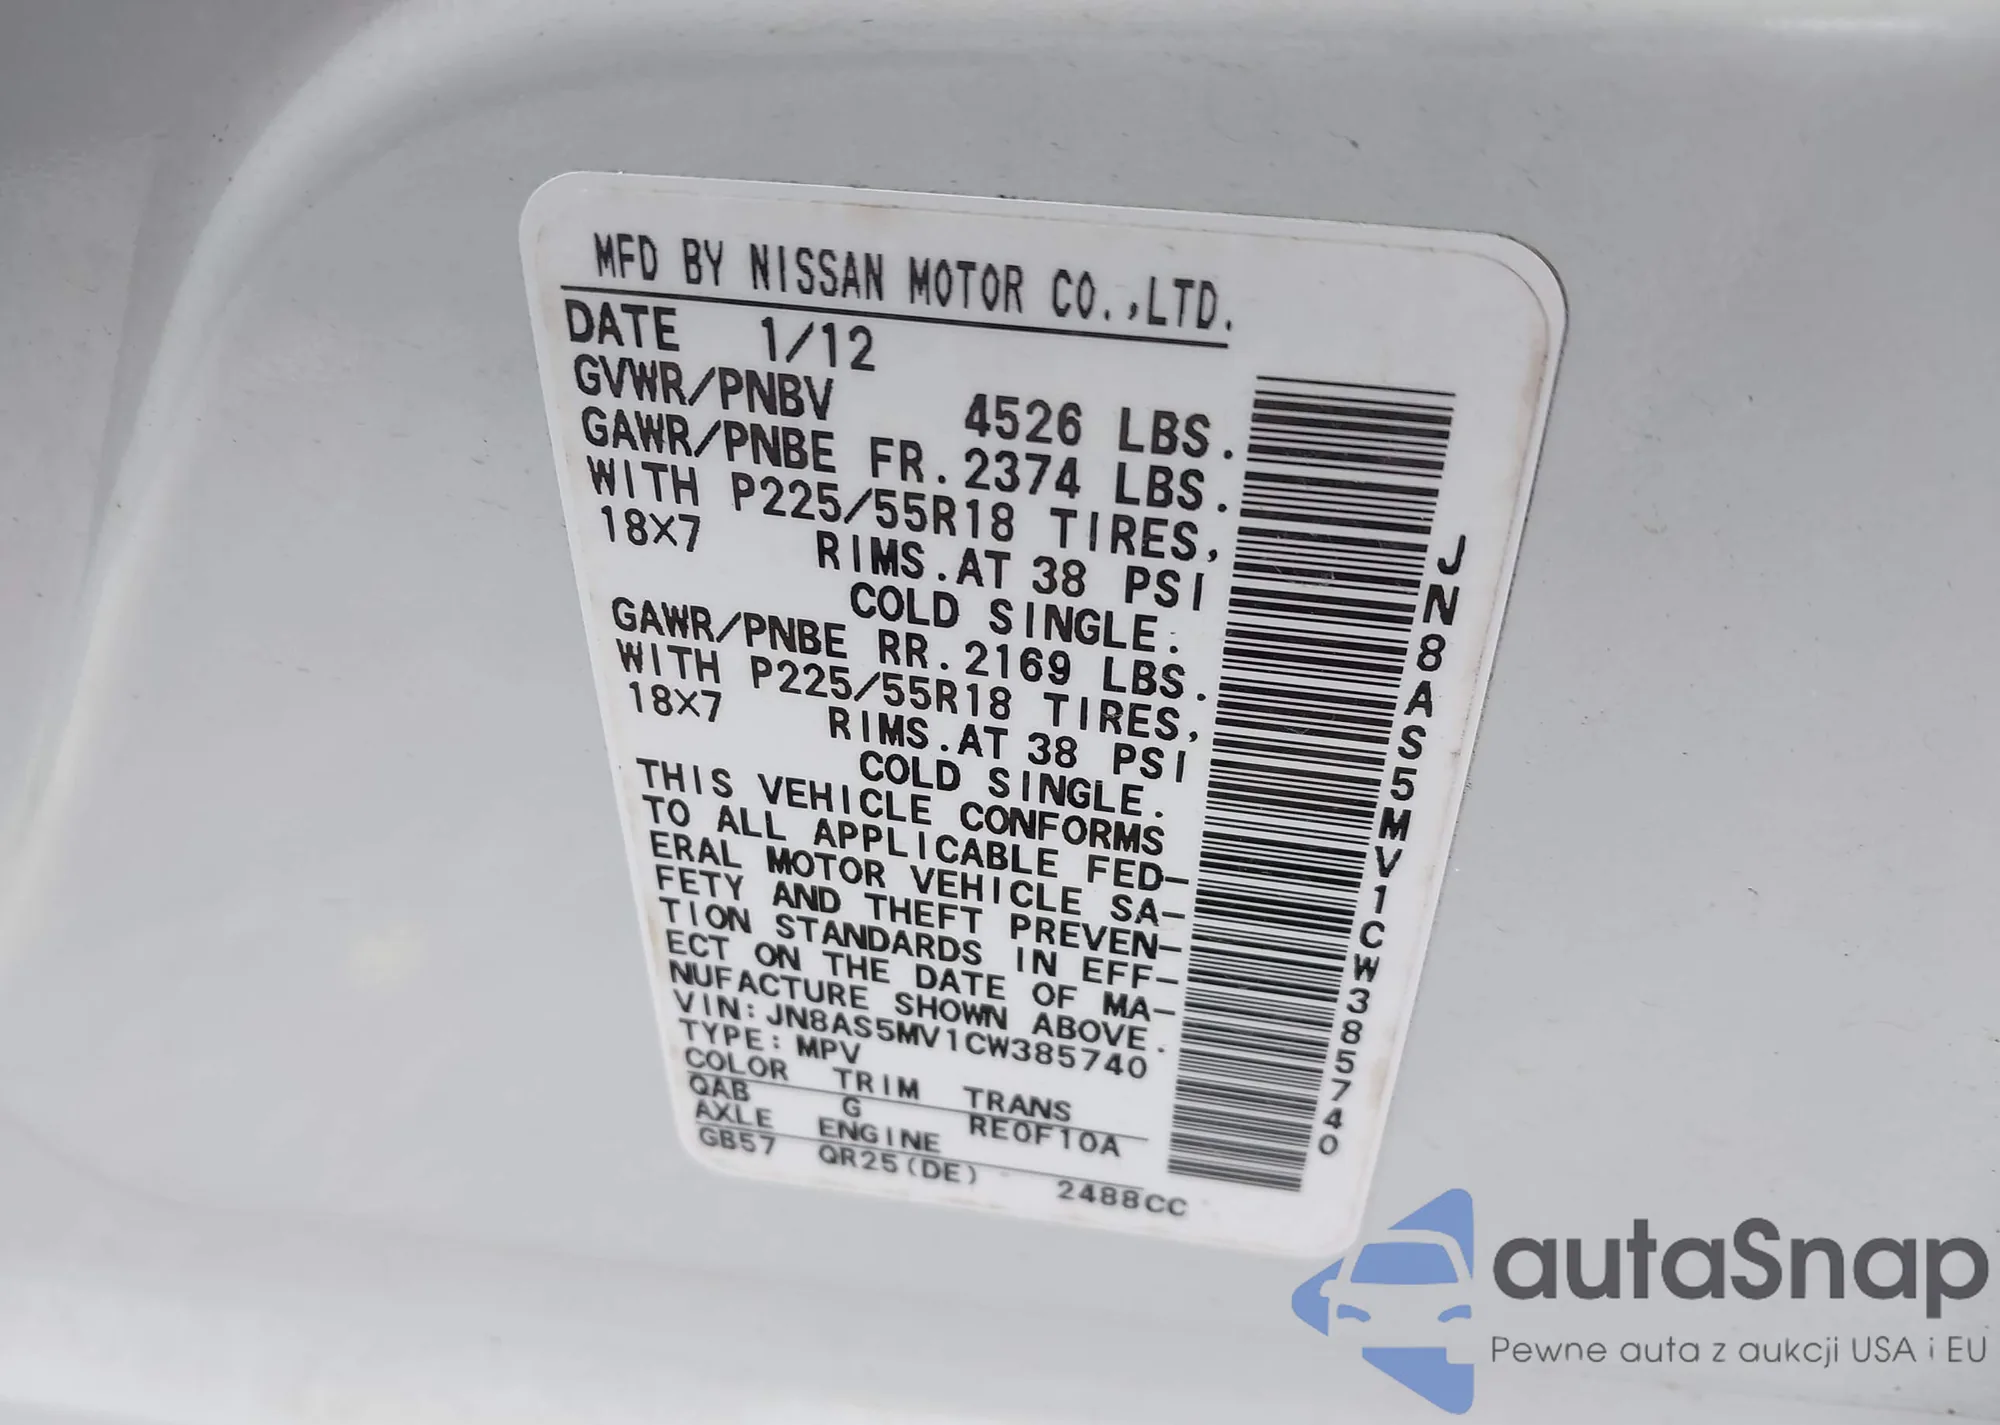 MFD BY NISSAN MOTOR CO.,LTD.
DATE 1/12
GVWR/PNBV 4526 LBS.
GAWR/PNBE FR.2374 LBS.
WITH P225/55R18 TIRES,
18X7 RIMS.AT 38 PSI
COLD SINGLE.
GAWR/PNBE RR.2169 LBS.
WITH P225/55R18 TIRES,
18X7 RIMS.AT 38 PSI
COLD SINGLE.
THIS VEHICLE CONFORMS
TO ALL APPLICABLE FED-
ERAL MOTOR VEHICLE SA-
FETY AND THEFT PREVEN-
TION STANDARDS IN EFF-
ECT ON THE DATE OF MA-
NUFACTURE SHOWN ABOVE.
VIN:JN8AS5MV1CW385740
TYPE:MPV
COLOR TRIM TRANS
QAB G RE0F10A
AXLE ENGINE
GB57 QR25(DE) 2488CC
JN8AS5MV1CW385740
autaSnap
Pewne auta z aukcji USA i EU